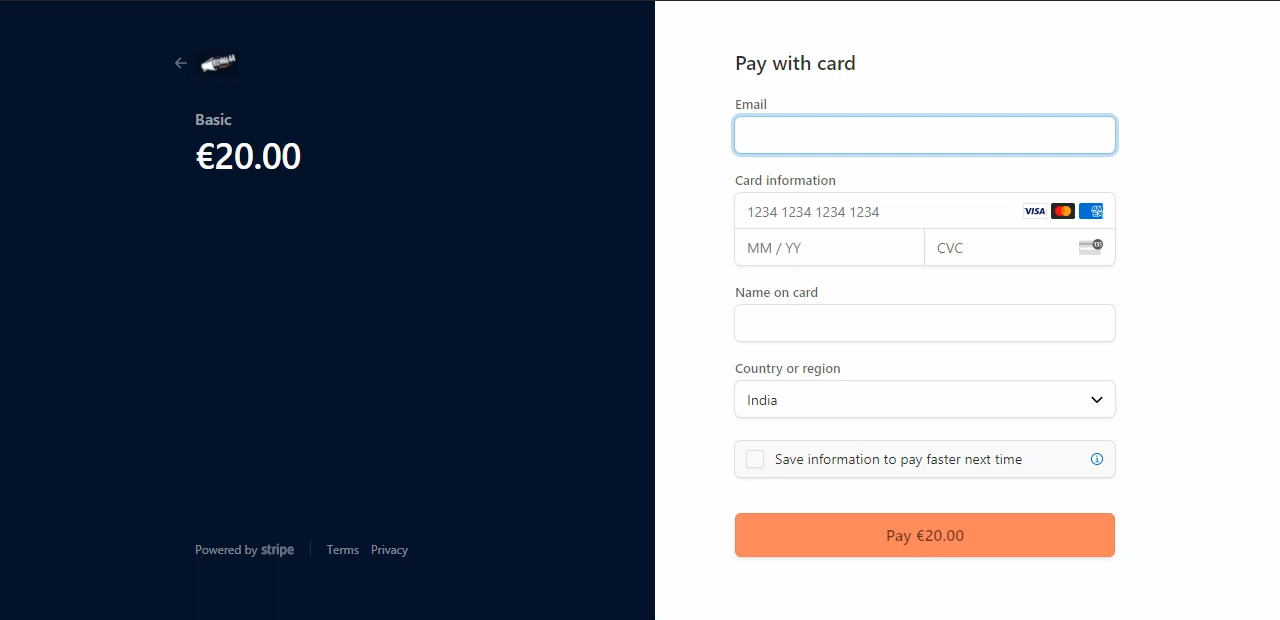 Basic
€20.00
Powered by stripe
Terms Privacy
Pay with card
Email
Card information
1234 1234 1234 1234 VISA
MM / YY CVC 135
Name on card
Country or region
India
Save information to pay faster next time
Pay €20.00